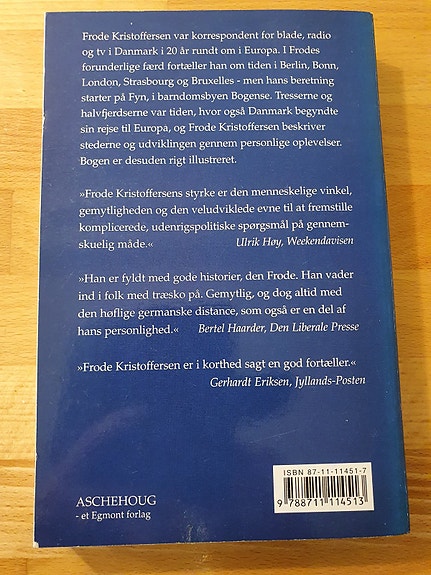 Frode Kristoffersen var korrespondent for blade, radio
og tv i Danmark i 20 år rundt om i Europa. I Frodes
forunderlige færd fortæller han om tiden i Berlin, Bonn,
London, Strasbourg og Bruxelles - men hans beretning
starter på Fyn, i barndomsbyen Bogense. Tresserne og
halvfjerdserne var tiden, hvor også Danmark begyndte
sin rejse til Europa, og Frode Kristoffersen beskriver
stederne og udviklingen gennem personlige oplevelser.
Bogen er desuden rigt illustreret.
»Frode Kristoffersens styrke er den menneskelige vinkel,
gemytligheden og den veludviklede evne til at fremstille
komplicerede, udenrigspolitiske spørgsmål på gennem-
skuelig måde.« Ulrik Høy, Weekendavisen
»Han er fyldt med gode historier, den Frode. Han vader
ind i folk med træsko på. Gemytlig, og dog altid med
den høflige germanske distance, som også er en del af
hans personlighed.« Bertel Haarder, Den Liberale Presse
»Frode Kristoffersen er i korthed sagt en god fortæller.«
Gerhardt Eriksen, Jyllands-Posten
ISBN 87-11-11451-7
9 788711 114513
ASCHEHOUG
- et Egmont forlag